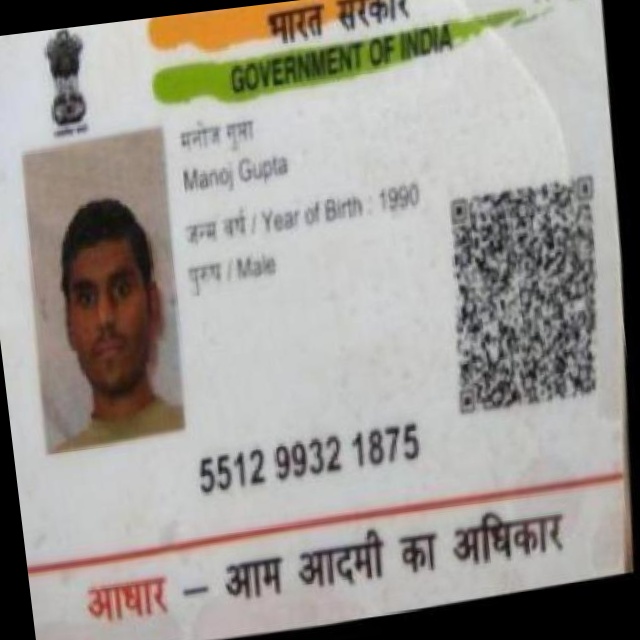 भारत सरकार
GOVERNMENT OF INDIA
मनोज गुप्ता
Manoj Gupta
जन्म वर्ष / Year of Birth : 1990
पुरुष / Male
5512 9932 1875
आधार – आम आदमी का अधिकार